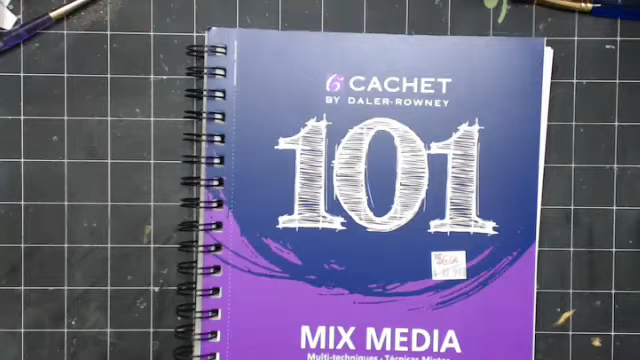 CACHET
BY DALER-ROWNEY
101
MIX MEDIA
Multi-techniques - Técnicas Mixtas